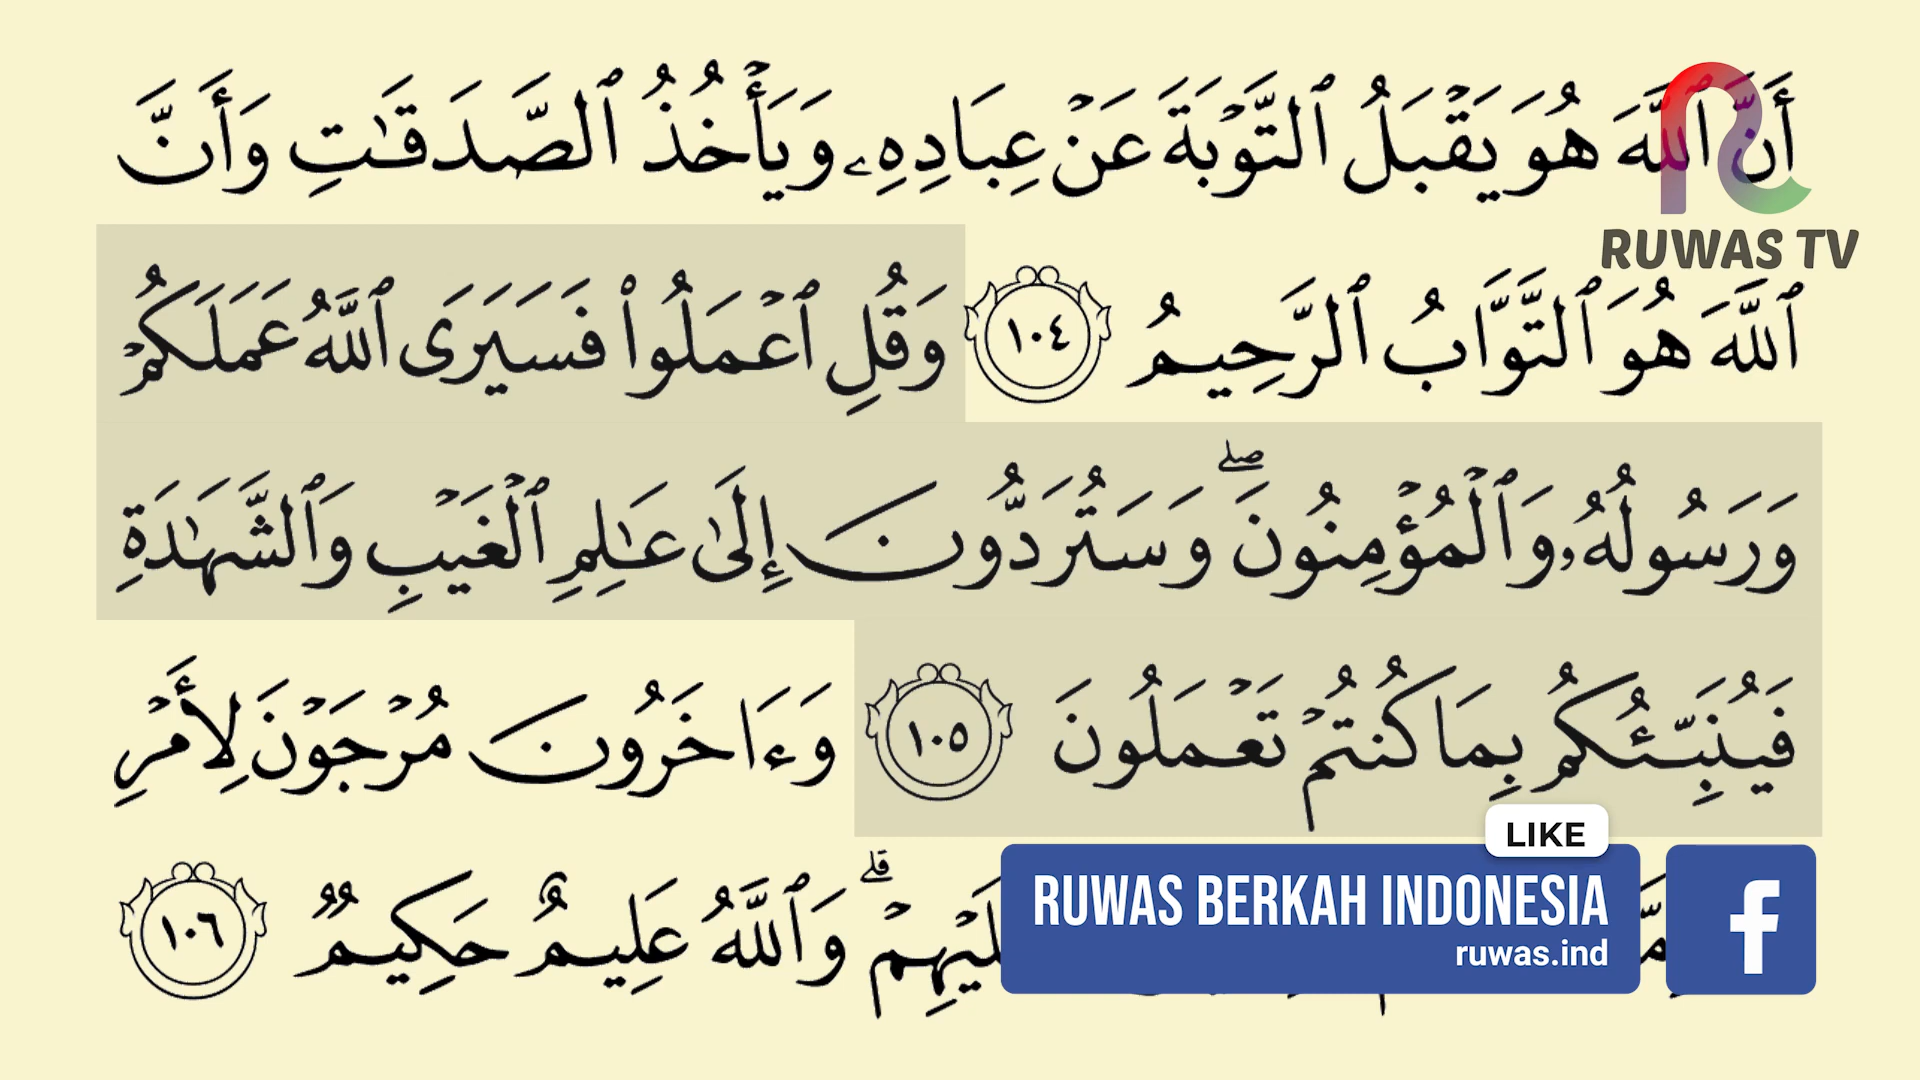 أَنَّ ٱللَّهَ هُوَ يَقۡبَلُ ٱلتَّوۡبَةَ عَنۡ عِبَادِهِۦ وَيَأۡخُذُ ٱلصَّدَقَٰتِ وَأَنَّ
RUWAS TV
ٱللَّهَ هُوَ ٱلتَّوَّابُ ٱلرَّحِيمُ ١٠٤ وَقُلِ ٱعۡمَلُواْ فَسَيَرَى ٱللَّهُ عَمَلَكُمۡ
وَرَسُولُهُۥ وَٱلۡمُؤۡمِنُونَۖ وَسَتُرَدُّونَ إِلَىٰ عَٰلِمِ ٱلۡغَيۡبِ وَٱلشَّهَٰدَةِ
فَيُنَبِّئُكُم بِمَا كُنتُمۡ تَعۡمَلُونَ ١٠٥ وَءَاخَرُونَ مُرۡجَوۡنَ لِأَمۡرِ
وَٱللَّهُ عَلِيمٌ حَكِيمٞ ١٠٦
LIKE
RUWAS BERKAH INDONESIA
ruwas.ind